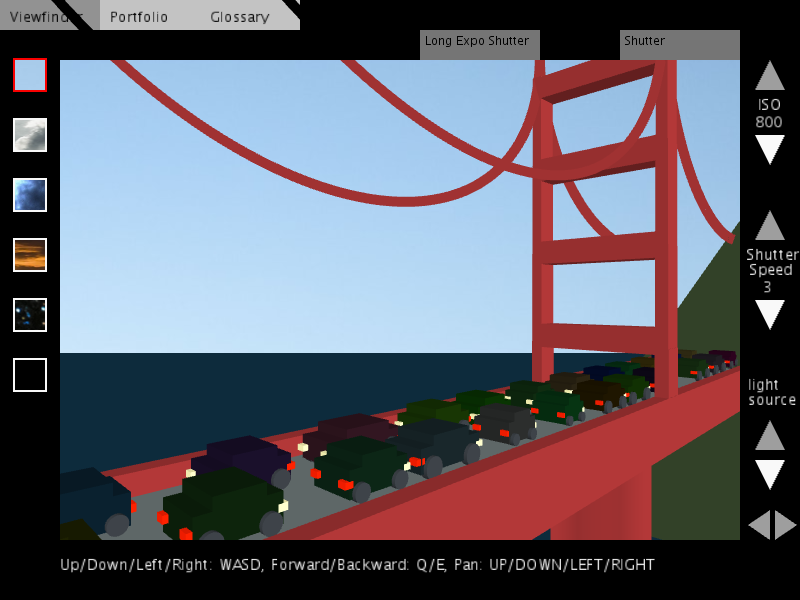 Viewfinder Portfolio Glossary
Long Expo Shutter
Shutter
ISO
800
Shutter
Speed
3
light
source
Up/Down/Left/Right: WASD, Forward/Backward: Q/E, Pan: UP/DOWN/LEFT/RIGHT